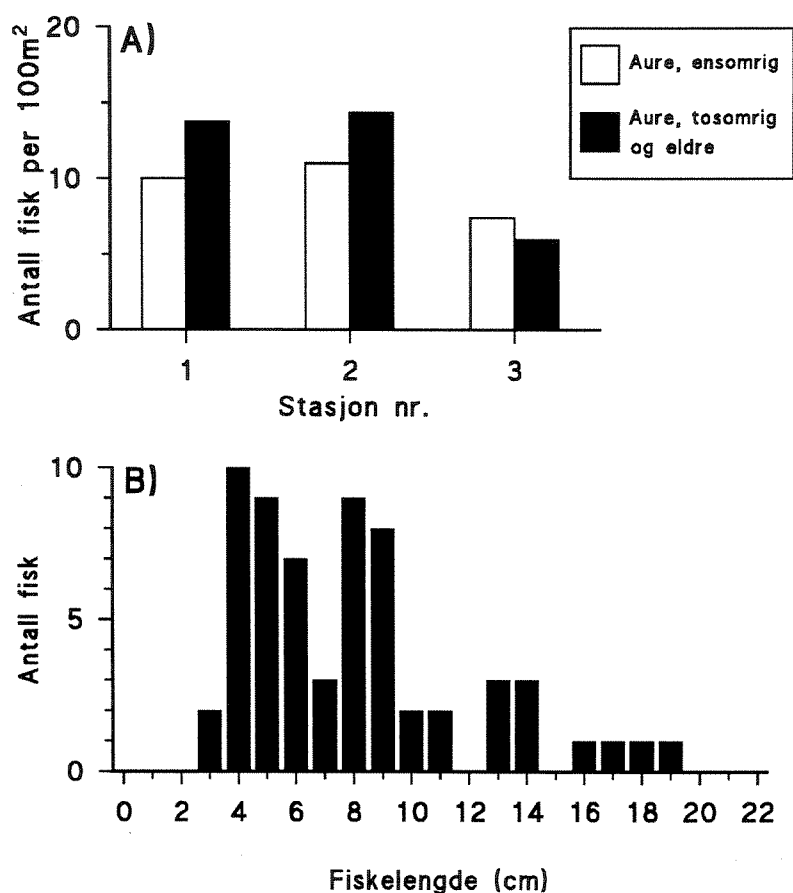 A)
Antall fisk per 100m²
20
10
0
1 2 3
Stasjon nr.
Aure, ensomrig
Aure, tosomrig
og eldre
B)
Antall fisk
10
5
0
0 2 4 6 8 10 12 14 16 18 20 22
Fiskelengde (cm)